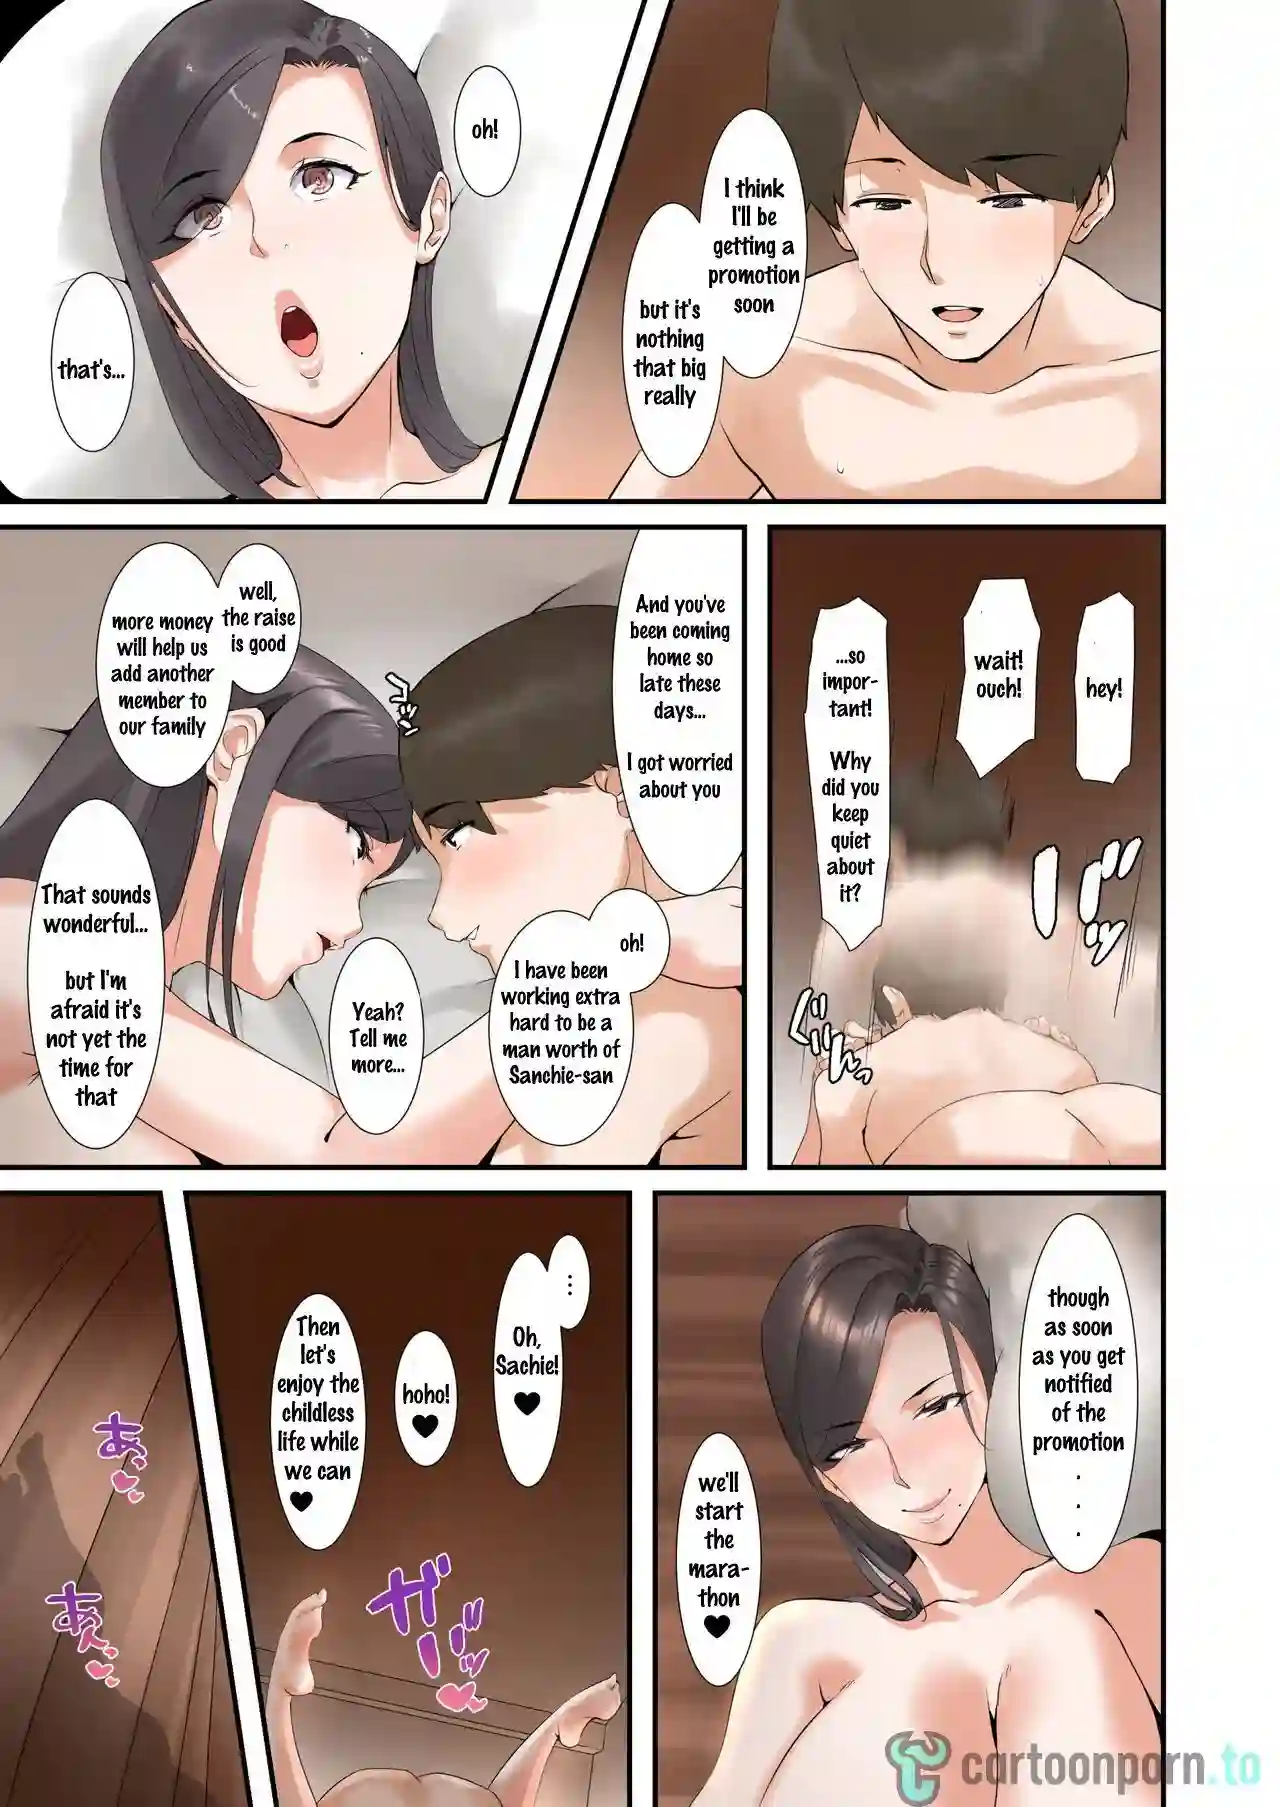 I think
I'll be
getting a
promotion
soon
but it's
nothing
that big
really
oh!
that's...
hey!
wait!
ouch!
...so
impor-
tant!
Why
did you
keep
quiet
about
it?
And you've
been coming
home so
late these
days...
I got worried
about you
oh!
I have been
working extra
hard to be a
man worth of
Sanchie-san
Yeah?
Tell me
more...
well,
the raise
is good
more money
will help us
add another
member to
our family
That sounds
wonderful...
but I'm
afraid it's
not yet the
time for
that
though
as soon
as you get
notified
of the
promotion
.
.
.
we'll
start
the
mara-
thon
♥
...
Oh,
Sachie!
♥
hoho!
♥
Then
let's
enjoy the
childless
life while
we can
♥
cartoonporn.to